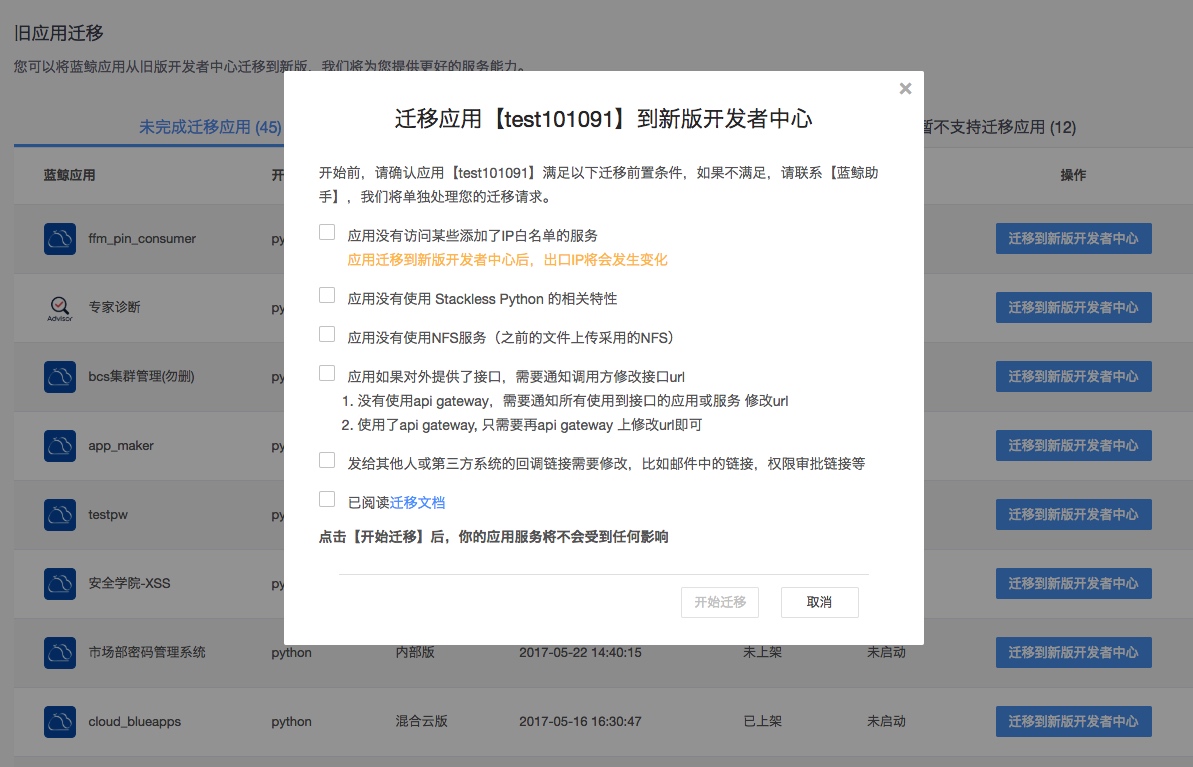 旧应用迁移
您可以将蓝鲸应用从旧版开发者中心迁移到新版，我们将为您提供更好的服务能力。
未完成迁移应用 (45)
暂不支持迁移应用 (12)
蓝鲸应用
开
操作
ffm_pin_consumer
py
迁移到新版开发者中心
Advisor
专家诊断
py
迁移到新版开发者中心
bcs集群管理(勿删)
py
迁移到新版开发者中心
app_maker
py
迁移到新版开发者中心
testpw
py
迁移到新版开发者中心
安全学院-XSS
py
迁移到新版开发者中心
市场部密码管理系统
python
内部版
2017-05-22 14:40:15
未上架
未启动
迁移到新版开发者中心
cloud_blueapps
python
混合云版
2017-05-16 16:30:47
已上架
未启动
迁移到新版开发者中心
×
迁移应用【test101091】到新版开发者中心
开始前，请确认应用【test101091】满足以下迁移前置条件，如果不满足，请联系【蓝鲸助
手】，我们将单独处理您的迁移请求。
应用没有访问某些添加了IP白名单的服务
应用迁移到新版开发者中心后，出口IP将会发生变化
应用没有使用 Stackless Python 的相关特性
应用没有使用NFS服务（之前的文件上传采用的NFS）
应用如果对外提供了接口，需要通知调用方修改接口url
1. 没有使用api gateway，需要通知所有使用到接口的应用或服务 修改url
2. 使用了api gateway, 只需要再api gateway 上修改url即可
发给其他人或第三方系统的回调链接需要修改，比如邮件中的链接，权限审批链接等
已阅读迁移文档
点击【开始迁移】后，你的应用服务将不会受到任何影响
开始迁移
取消